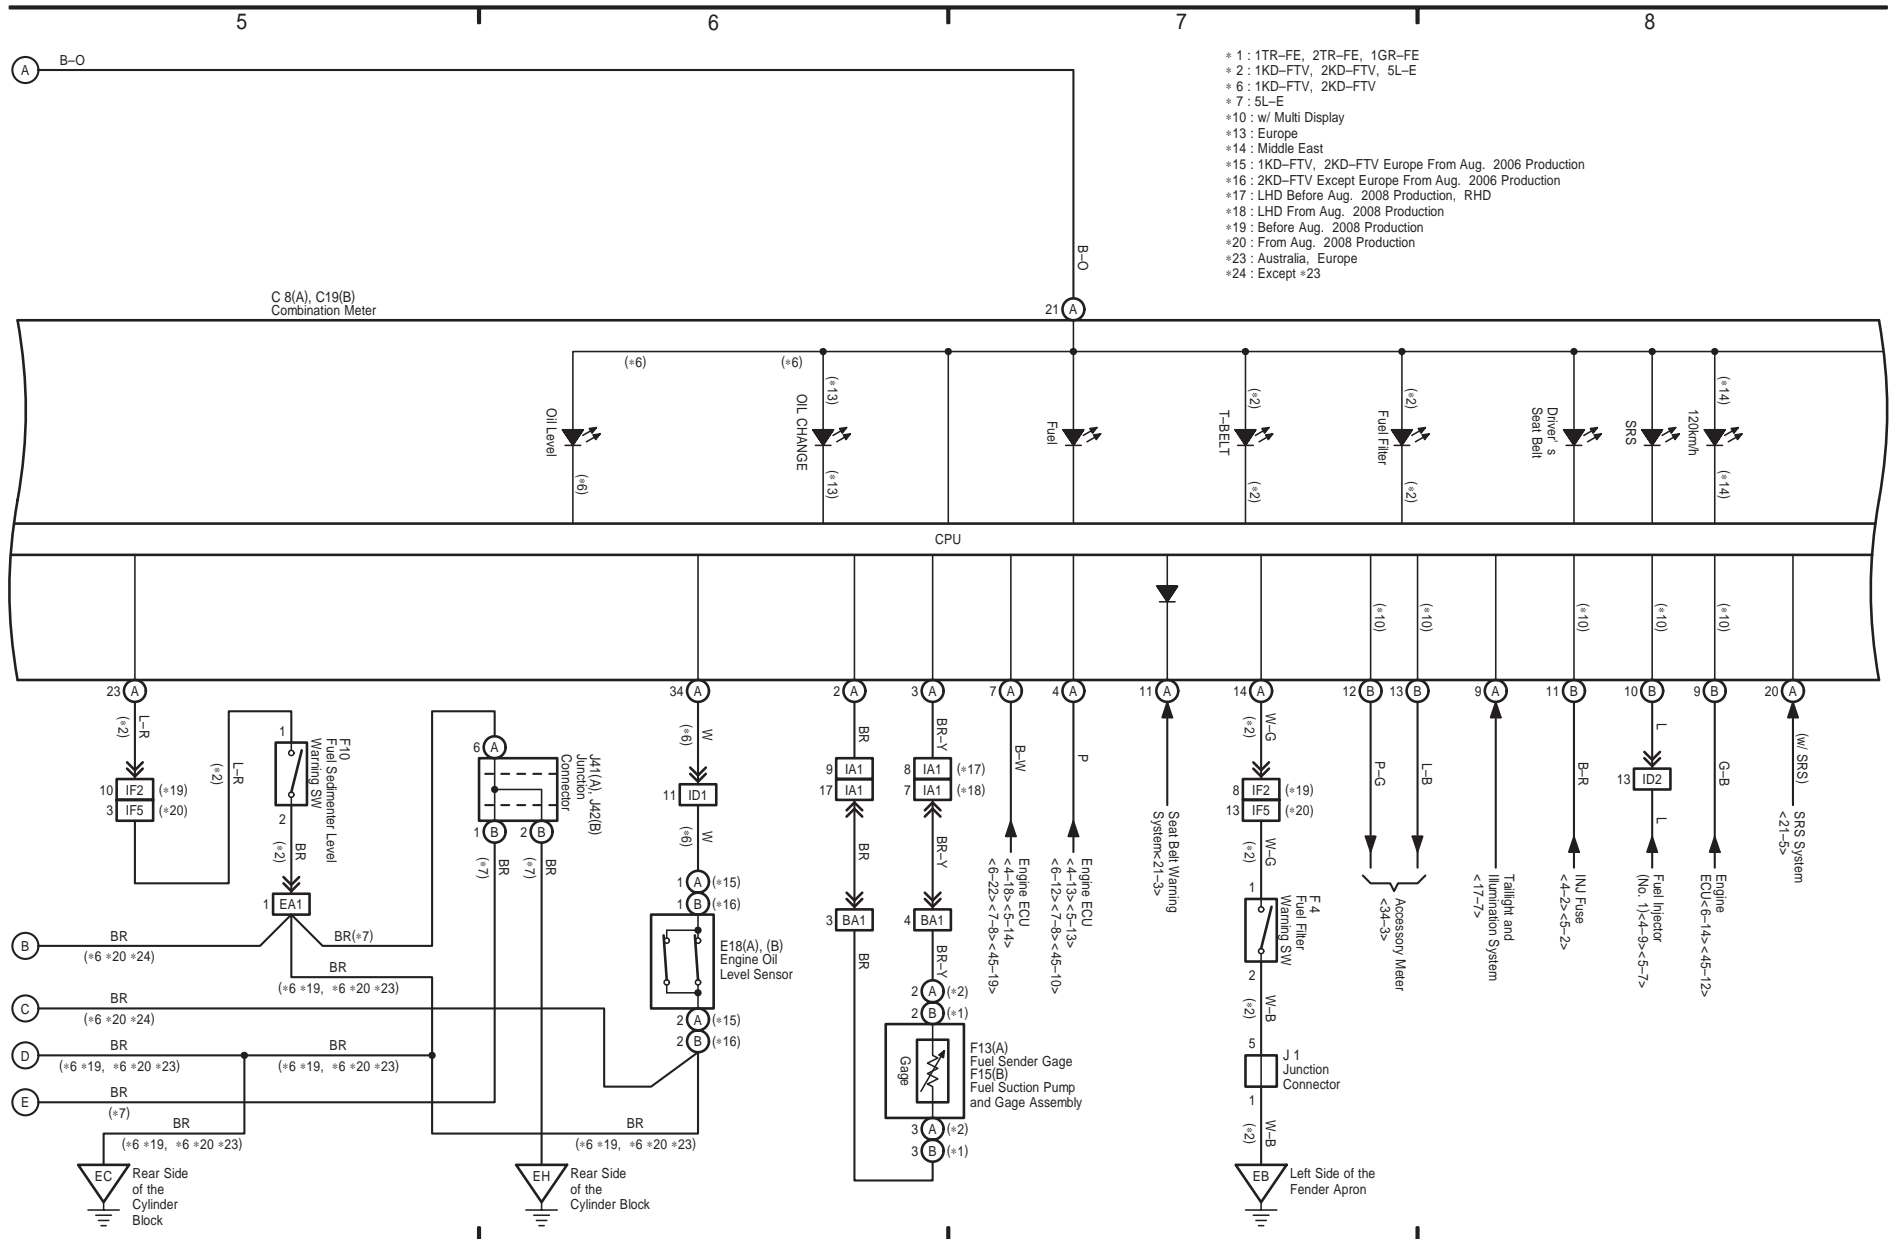 5
6
7
8
A
B–O
* 1 : 1TR–FE, 2TR–FE, 1GR–FE
* 2 : 1KD–FTV, 2KD–FTV, 5L–E
* 6 : 1KD–FTV, 2KD–FTV
* 7 : 5L–E
*10 : w/ Multi Display
*13 : Europe
*14 : Middle East
*15 : 1KD–FTV, 2KD–FTV Europe From Aug. 2006 Production
*16 : 2KD–FTV Except Europe From Aug. 2006 Production
*17 : LHD Before Aug. 2008 Production, RHD
*18 : LHD From Aug. 2008 Production
*19 : Before Aug. 2008 Production
*20 : From Aug. 2008 Production
*23 : Australia, Europe
*24 : Except *23
B–O
C 8(A), C19(B)
Combination Meter
21 A
(*6)
(*6)
Oil Level
(*6)
(*13)
OIL CHANGE
(*13)
Fuel
(*2)
T–BELT
(*2)
(*2)
Fuel Filter
(*2)
Driver' s
Seat Belt
SRS
(*14)
120km/h
(*14)
CPU
(*10)
(*10)
(*10)
(*10)
(*10)
23 A
34 A
2 A
3 A
7 A
4 A
11 A
14 A
12 B
13 B
9 A
11 B
10 B
9 B
20 A
L–R
(*2)
10 IF2 (*19)
3 IF5 (*20)
L–R
(*2)
1
F10
Fuel Sedimenter Level
Warning SW
2
BR
(*2)
1 EA1
6 A
J41(A), J42(B)
Junction
Connector
1 B
2 B
(*7)
BR
(*7)
BR
W
(*6)
11 ID1
W
(*6)
1 A (*15)
1 B (*16)
E18(A), (B)
Engine Oil
Level Sensor
2 A (*15)
2 B (*16)
BR
9 IA1
17 IA1
BR
3 BA1
BR
BR–Y
8 IA1 (*17)
7 IA1 (*18)
BR–Y
4 BA1
BR–Y
2 A (*2)
2 B (*1)
Gage
F13(A)
Fuel Sender Gage
F15(B)
Fuel Suction Pump
and Gage Assembly
3 A (*2)
3 B (*1)
B–W
Engine ECU
<4–18><5–14>
<6–22><7–8><45–19>
P
Engine ECU
<4–13><5–13>
<6–12><7–8><45–10>
Seat Belt Warning
System<21–3>
W–G
(*2)
8 IF2 (*19)
13 IF5 (*20)
W–G
(*2)
1
F 4
Fuel Filter
Warning SW
2
W–B
(*2)
5
J 1
Junction
Connector
1
W–B
(*2)
EB
Left Side of the
Fender Apron
P–G
L–B
Accessory Meter
<34–3>
Taillight and
Illumination System
<17–7>
B–R
INJ Fuse
<4–2><5–2>
L
13 ID2
L
Fuel Injector
(No. 1)<4–9><5–7>
G–B
Engine
ECU<6–14><45–12>
(w/ SRS)
SRS System
<21–5>
B
BR
(*6 *20 *24)
BR(*7)
BR
(*6 *19, *6 *20 *23)
C
BR
(*6 *20 *24)
D
BR
(*6 *19, *6 *20 *23)
BR
(*6 *19, *6 *20 *23)
E
BR
(*7)
BR
(*6 *19, *6 *20 *23)
BR
(*6 *19, *6 *20 *23)
EC
Rear Side
of the
Cylinder
Block
EH
Rear Side
of the
Cylinder Block